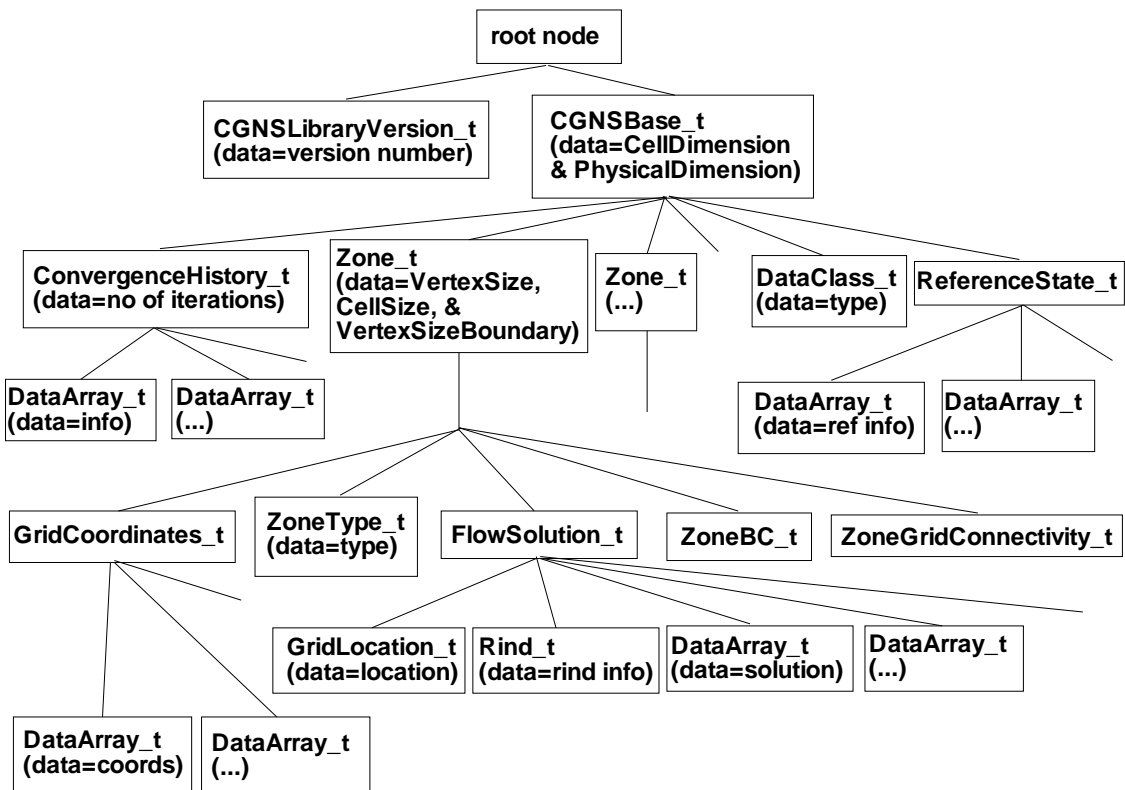 root node
CGNSLibraryVersion_t
(data=version number)
CGNSBase_t
(data=CellDimension
& PhysicalDimension)
ConvergenceHistory_t
(data=no of iterations)
Zone_t
(data=VertexSize,
CellSize, &
VertexSizeBoundary)
Zone_t
(...)
DataClass_t
(data=type)
ReferenceState_t
DataArray_t
(data=info)
DataArray_t
(...)
DataArray_t
(data=ref info)
DataArray_t
(...)
GridCoordinates_t
ZoneType_t
(data=type)
FlowSolution_t
ZoneBC_t
ZoneGridConnectivity_t
GridLocation_t
(data=location)
Rind_t
(data=rind info)
DataArray_t
(data=solution)
DataArray_t
(...)
DataArray_t
(data=coords)
DataArray_t
(...)